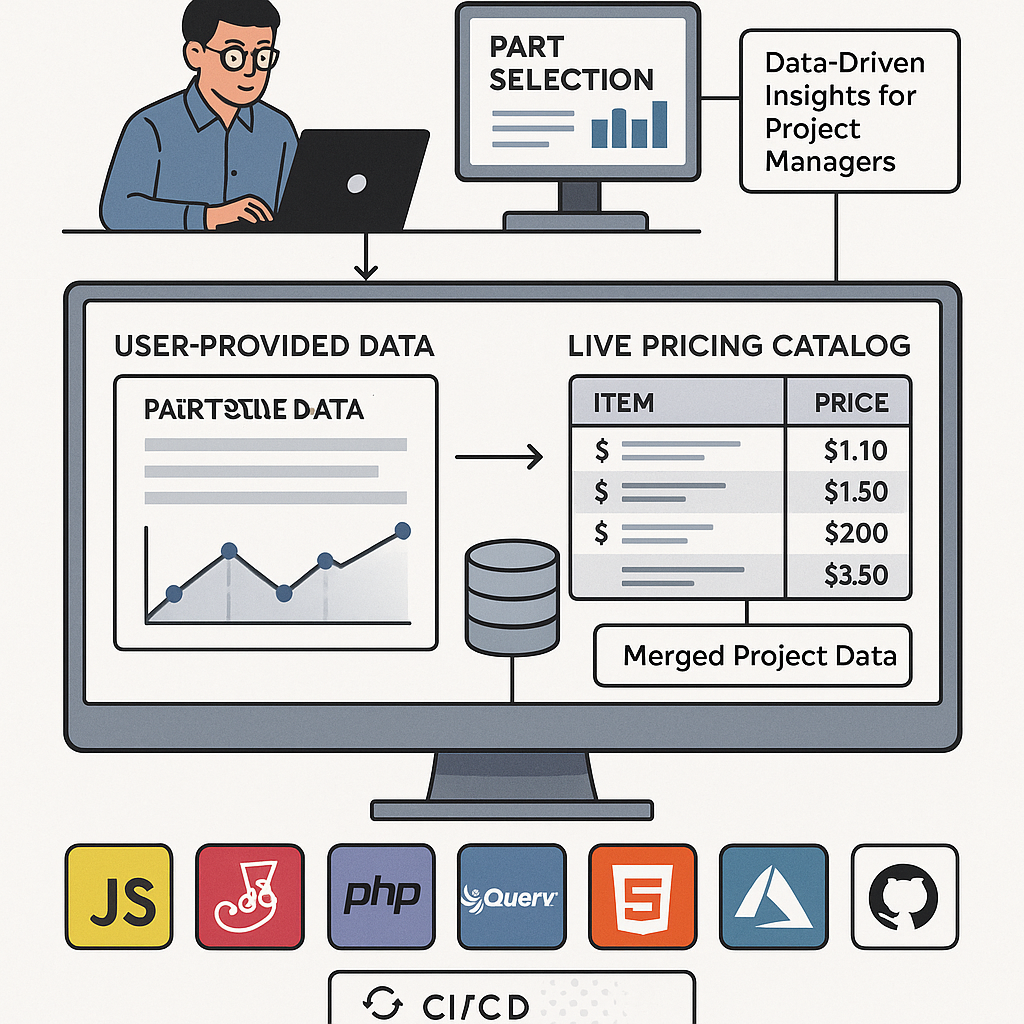 PART
SELECTION
Data-Driven
Insights for
Project
Managers
USER-PROVIDED DATA
LIVE PRICING CATALOG
DATA
ITEM PRICE
$ $1.10
$ $1.50
$ $200
$3.50
Merged Project Data
JS
php
Querv
5
CI/CD